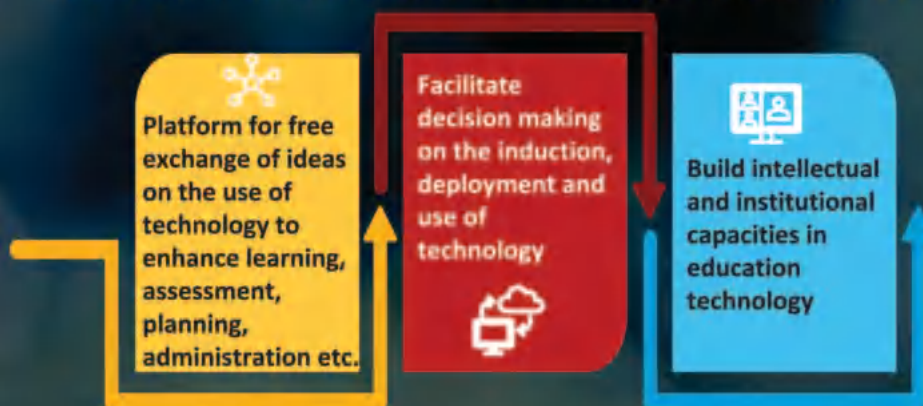 Platform for free
exchange of ideas
on the use of
technology to
enhance learning,
assessment,
planning,
administration etc.
Facilitate
decision making
on the induction,
deployment and
use of
technology
Build intellectual
and institutional
capacities in
education
technology